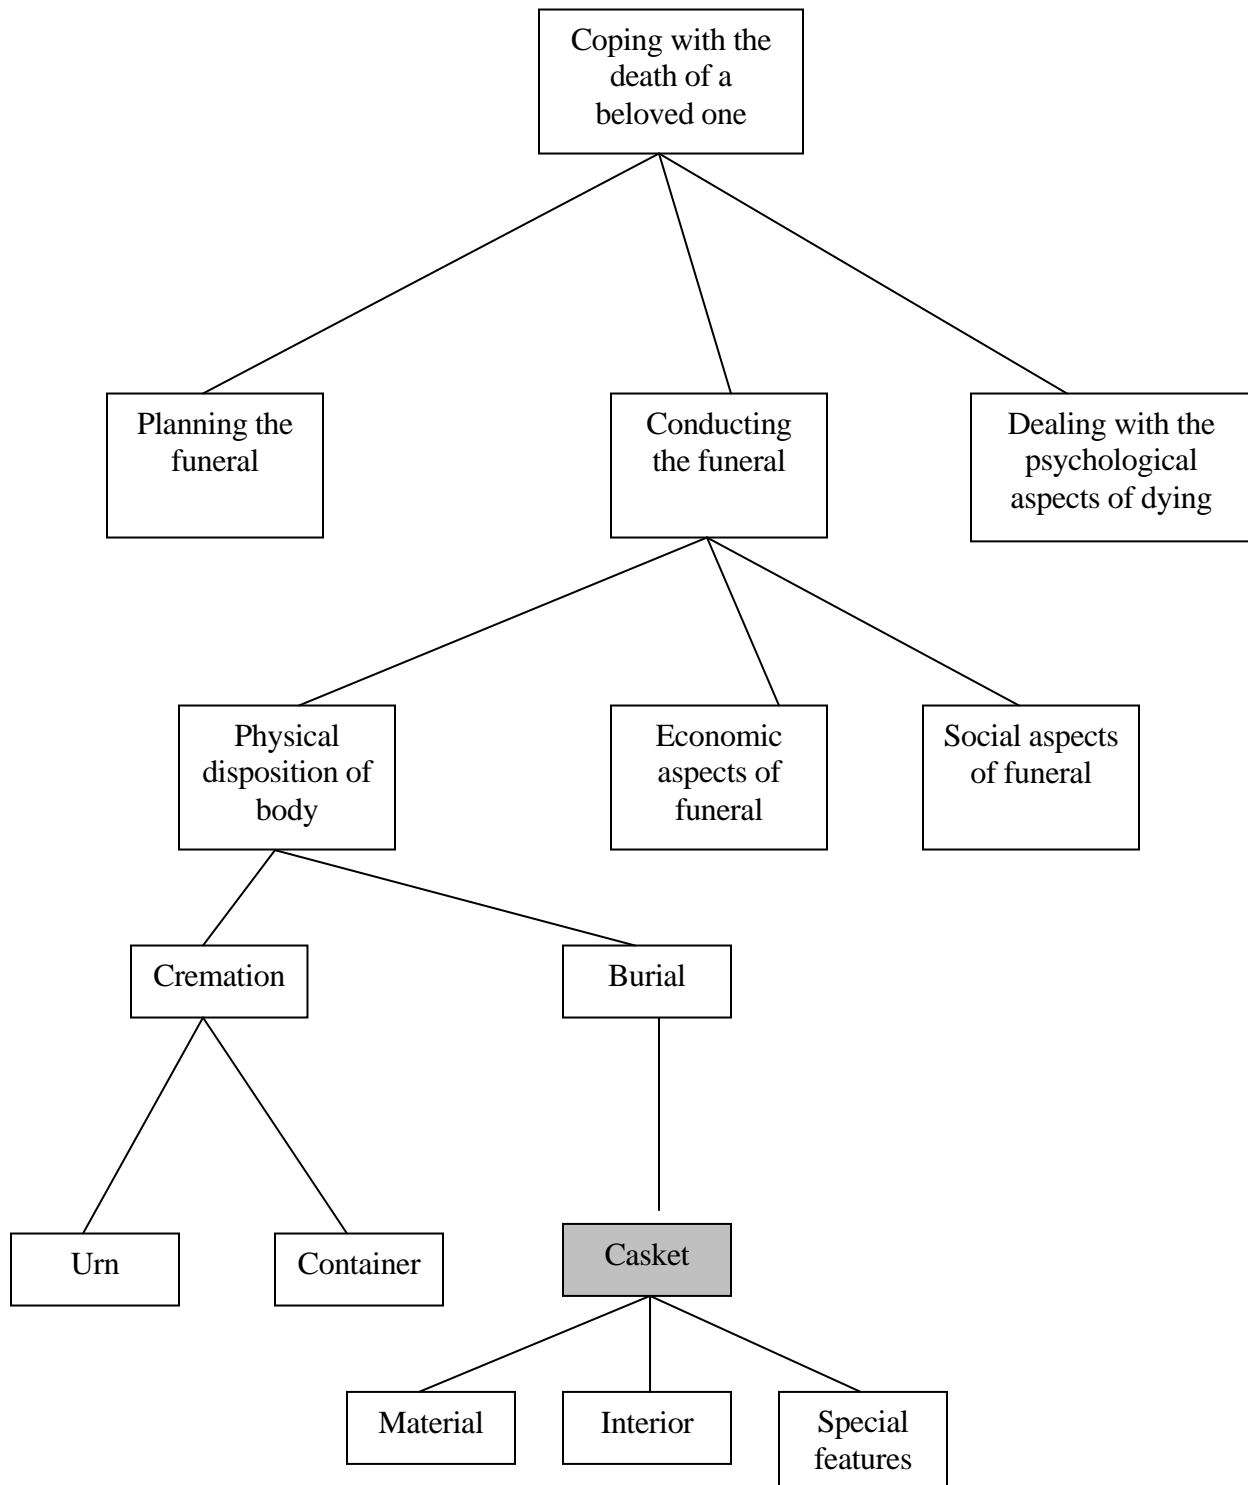 Coping with the
death of a
beloved one
Planning the
funeral
Conducting
the funeral
Dealing with the
psychological
aspects of dying
Physical
disposition of
body
Economic
aspects of
funeral
Social aspects
of funeral
Cremation
Burial
Urn
Container
Casket
Material
Interior
Special
features